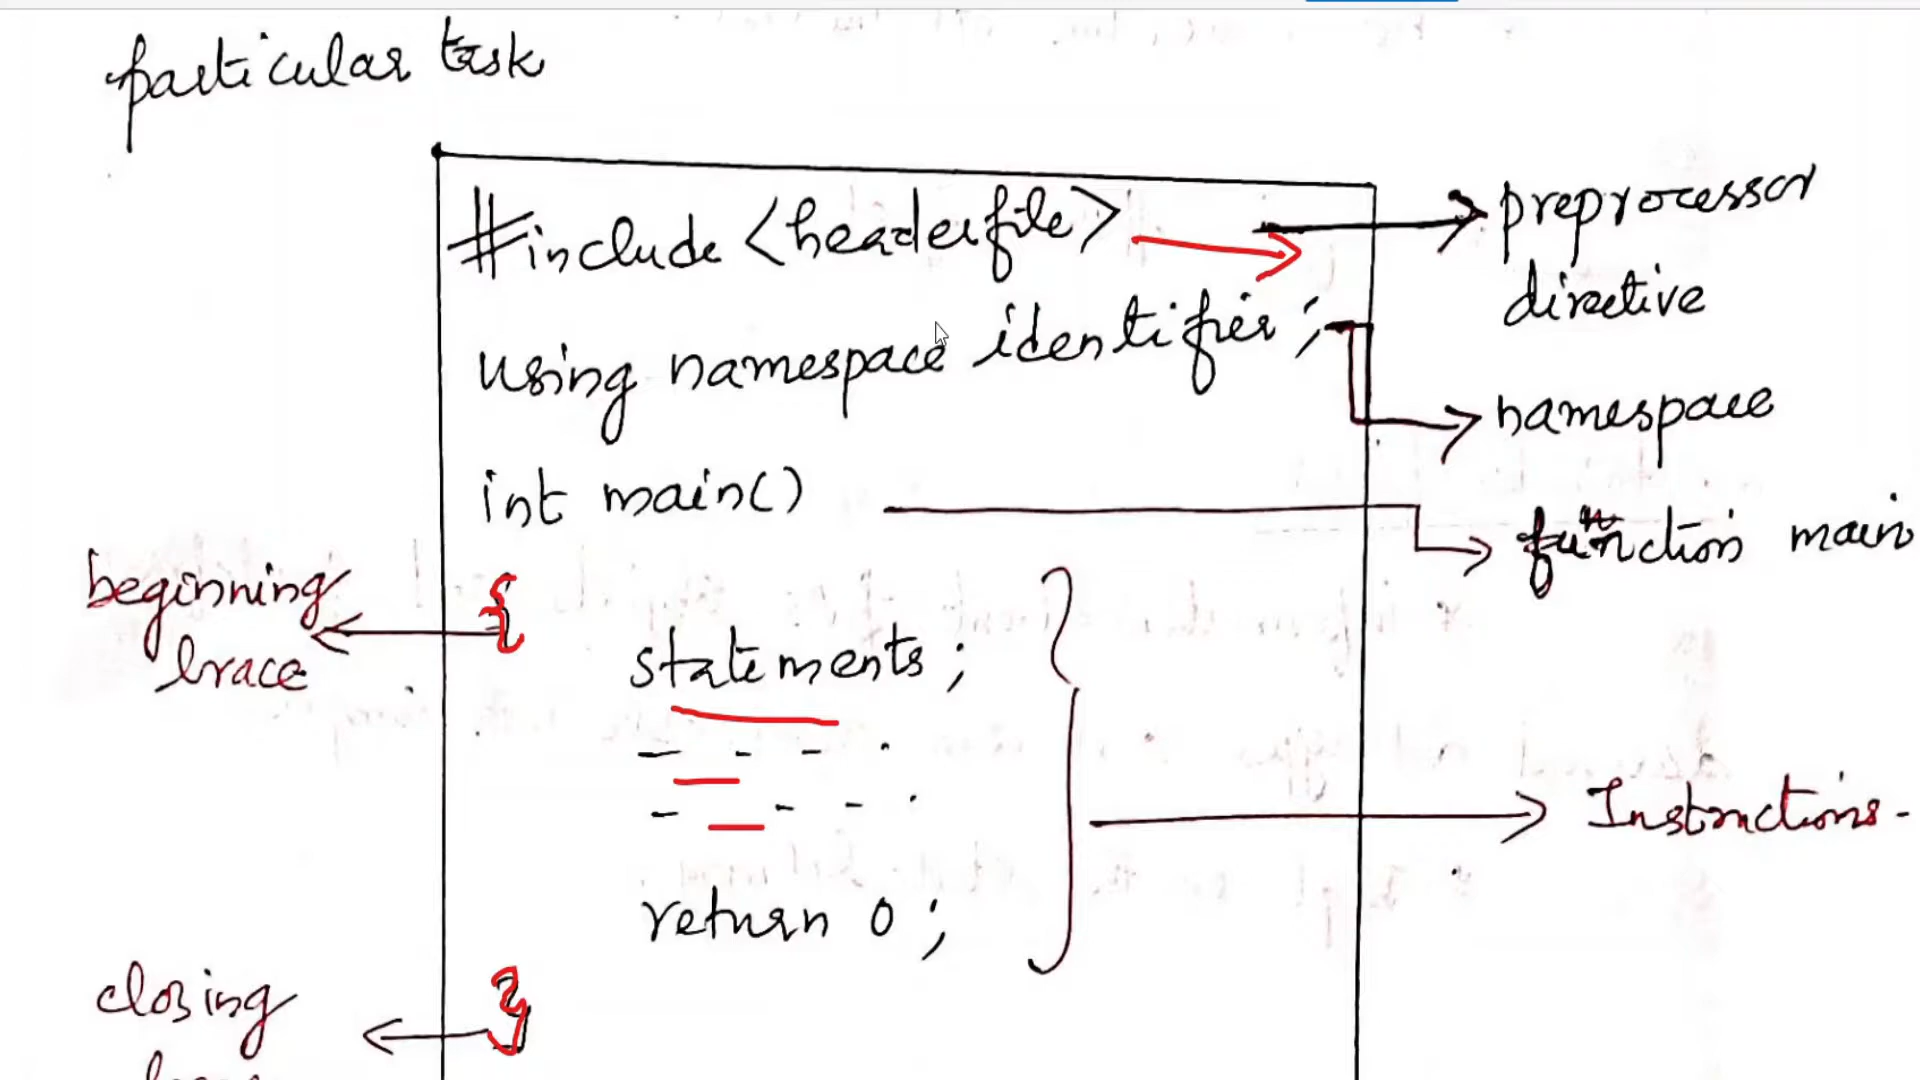 particular task
#include <headerfile>
preprocessor
directive
using namespace identifier ;
namespace
int main()
function main
beginning
brace
{
statements ;
Instructions -
return 0 ;
closing
}